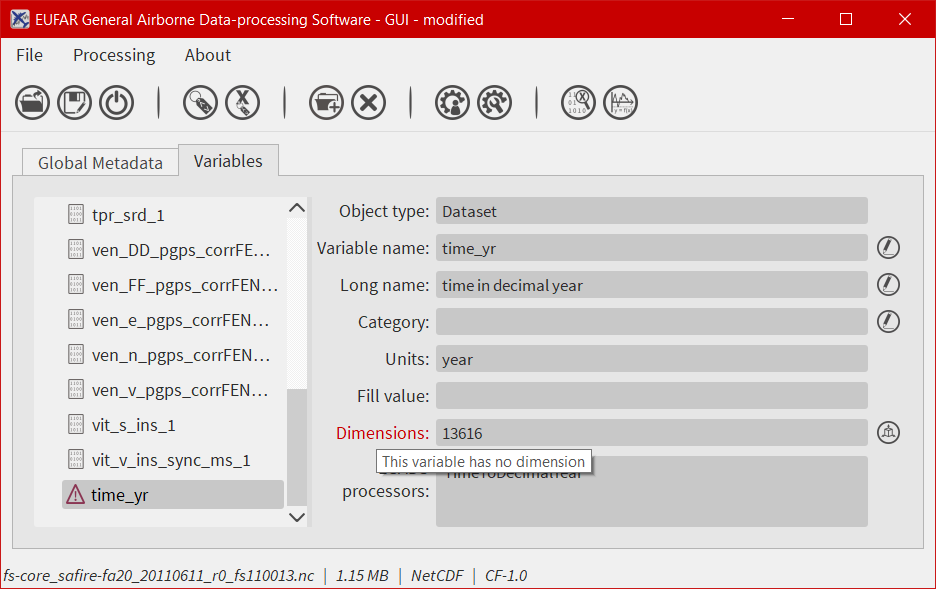 EUFAR General Airborne Data-processing Software - GUI - modified
File Processing About
Global Metadata Variables
tpr_srd_1
ven_DD_pgps_corrFE...
ven_FF_pgps_corrFEN...
ven_e_pgps_corrFEN...
ven_n_pgps_corrFEN...
ven_v_pgps_corrFEN...
vit_s_ins_1
vit_v_ins_sync_ms_1
time_yr
Object type: Dataset
Variable name: time_yr
Long name: time in decimal year
Category:
Units: year
Fill value:
Dimensions: 13616
This variable has no dimension
processors:
fs-core_safire-fa20_20110611_r0_fs110013.nc | 1.15 MB | NetCDF | CF-1.0